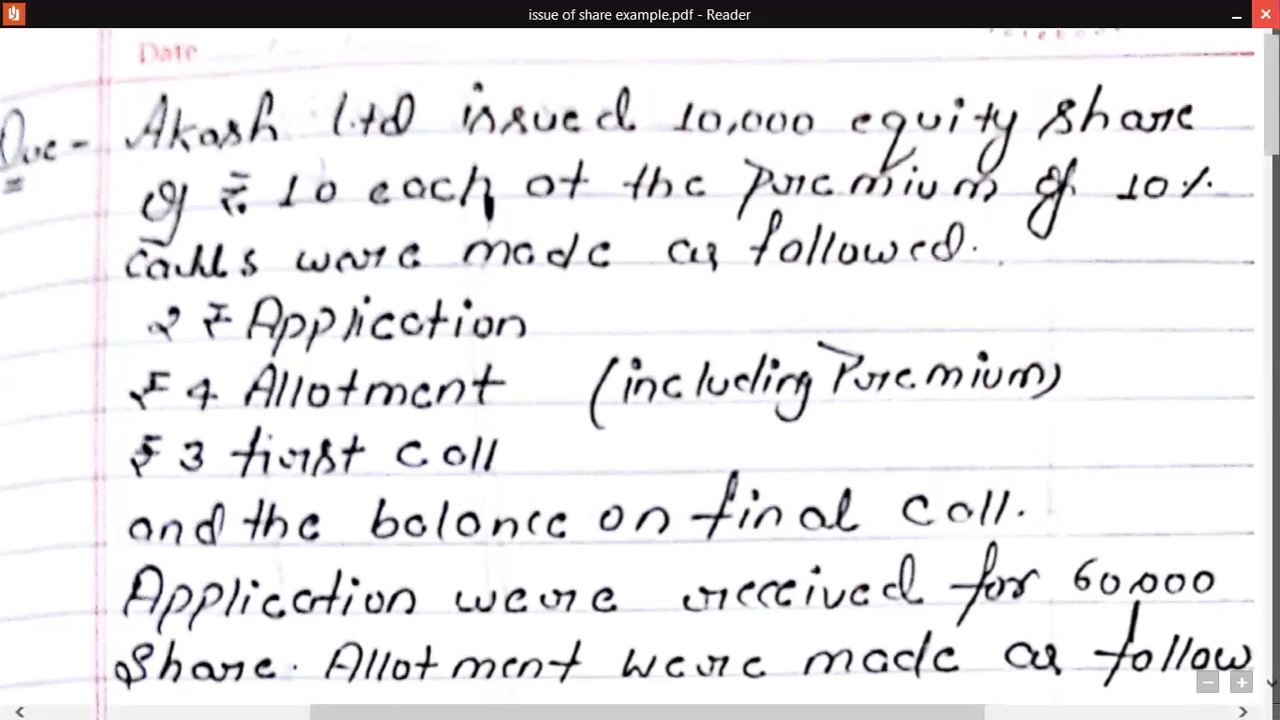 issue of share example.pdf - Reader
Date
Que - Akash Ltd issued 10,000 equity share
of ₹ 10 each at the Premium of 10%
calls were made as followed.
2 ₹ Application
₹ 4 Allotment (including Premium)
₹ 3 first call
and the balance on final call.
Application were received for 60,000
Share. Allotment were made as follow